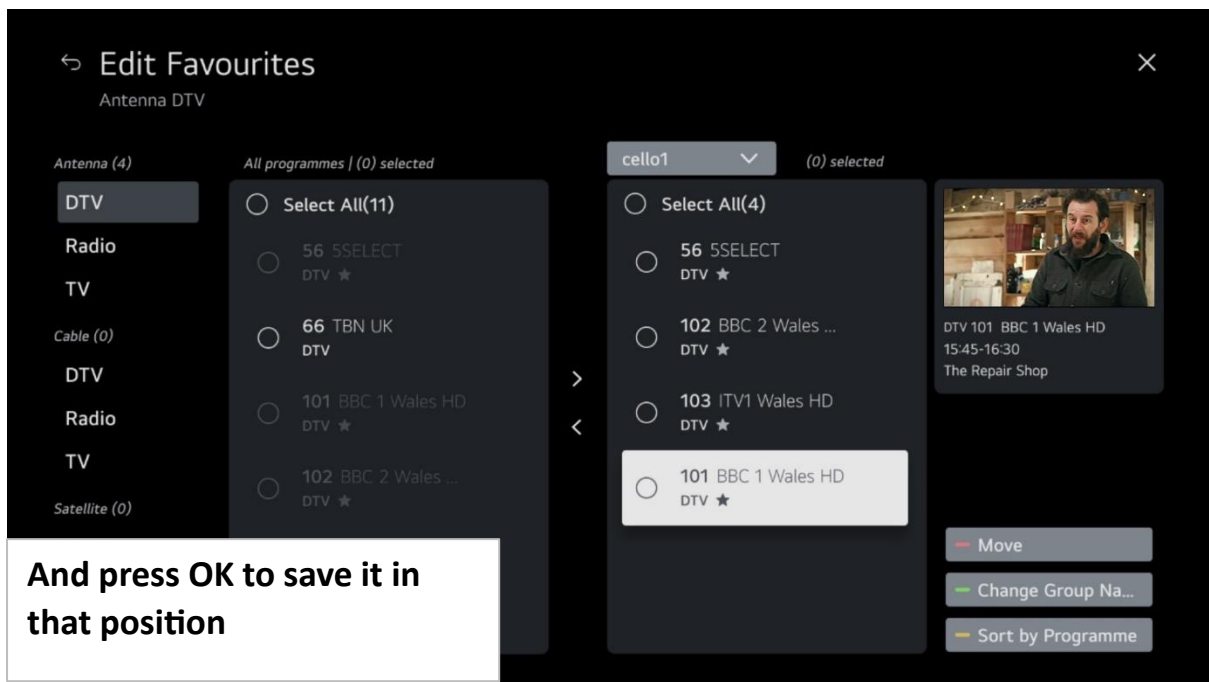 Edit Favourites
Antenna DTV
Antenna (4)
DTV
Radio
TV
Cable (0)
DTV
Radio
TV
Satellite (0)
All programmes | (0) selected
Select All(11)
56 5SELECT
DTV ★
66 TBN UK
DTV
101 BBC 1 Wales HD
DTV ★
102 BBC 2 Wales ...
DTV ★
cello1
(0) selected
Select All(4)
56 5SELECT
DTV ★
102 BBC 2 Wales ...
DTV ★
103 ITV1 Wales HD
DTV ★
101 BBC 1 Wales HD
DTV ★
DTV 101 BBC 1 Wales HD
15:45-16:30
The Repair Shop
Move
Change Group Na...
Sort by Programme
And press OK to save it in
that position